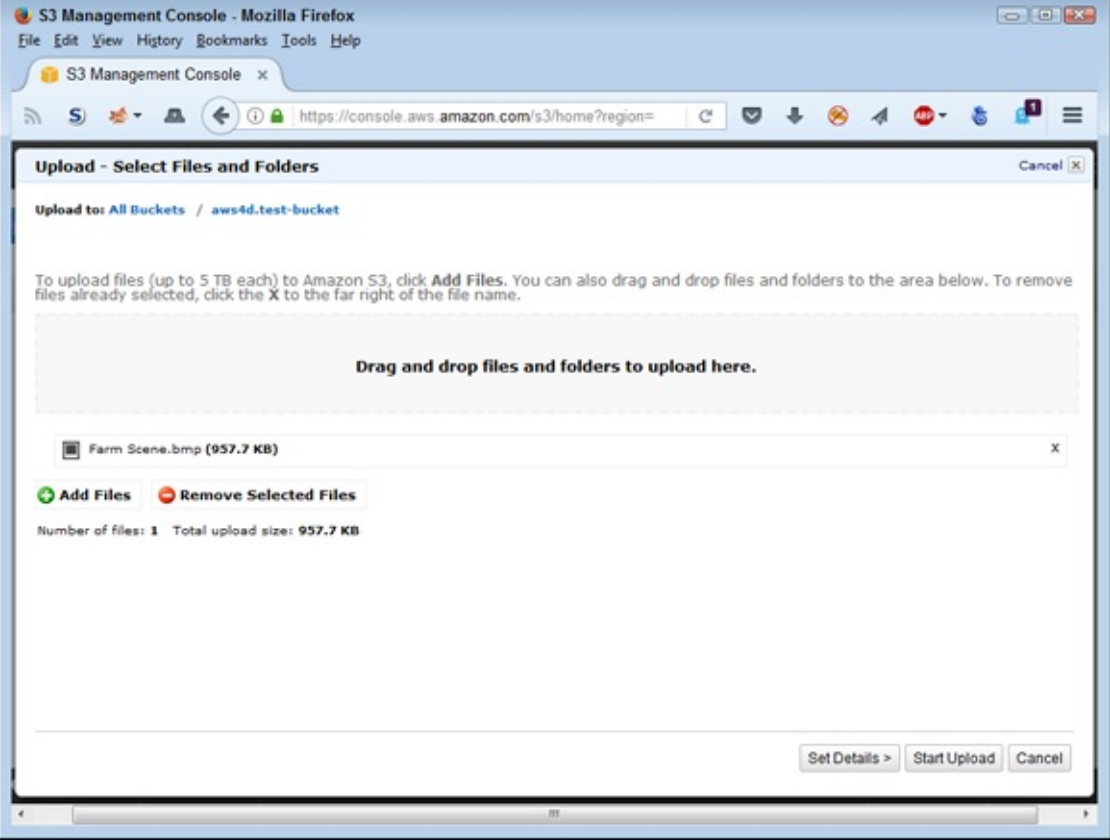 S3 Management Console - Mozilla Firefox
File Edit View History Bookmarks Tools Help
S3 Management Console ×
https://console.aws.amazon.com/s3/home?region=
S
ABP
1
Upload - Select Files and Folders
Cancel x
Upload to: All Buckets / aws4d.test-bucket
To upload files (up to 5 TB each) to Amazon S3, click Add Files. You can also drag and drop files and folders to the area below. To remove
files already selected, click the X to the far right of the file name.
Drag and drop files and folders to upload here.
Farm Scene.bmp (957.7 KB) x
Add Files Remove Selected Files
Number of files: 1 Total upload size: 957.7 KB
Set Details > Start Upload Cancel